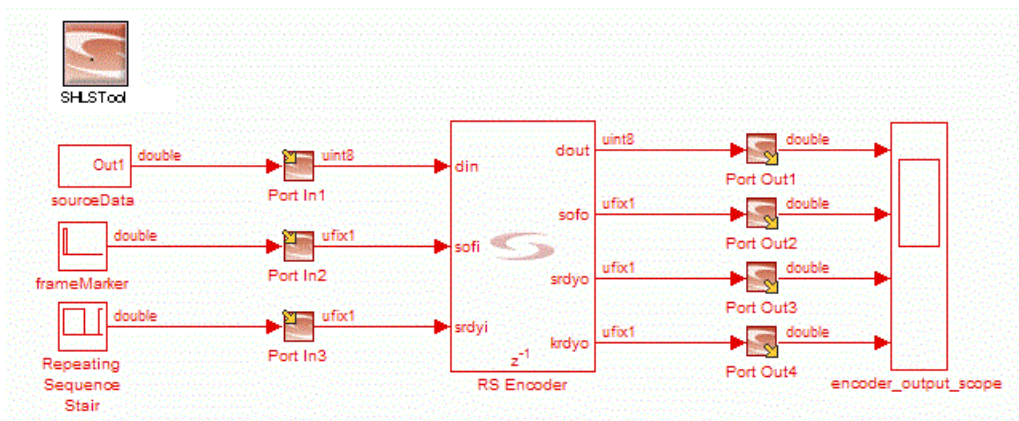 SHLSTool
Out1
double
sourceData
uint8
Port In1
double
frameMarker
ufix1
Port In2
double
Repeating
Sequence
Stair
ufix1
Port In3
din
sofi
srdyi
dout
sofo
srdyo
krdyo
z-1
RS Encoder
uint8
Port Out1
double
ufix1
Port Out2
double
ufix1
Port Out3
double
ufix1
Port Out4
double
encoder_output_scope